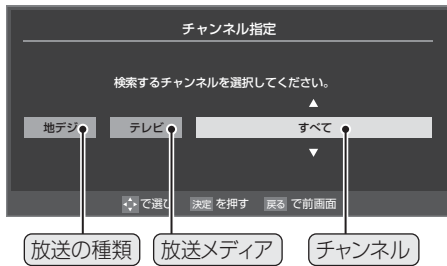 チャンネル指定
検索するチャンネルを選択してください。
地デジ テレビ すべて
で選び 決定 を押す 戻る で前画面
放送の種類 放送メディア チャンネル